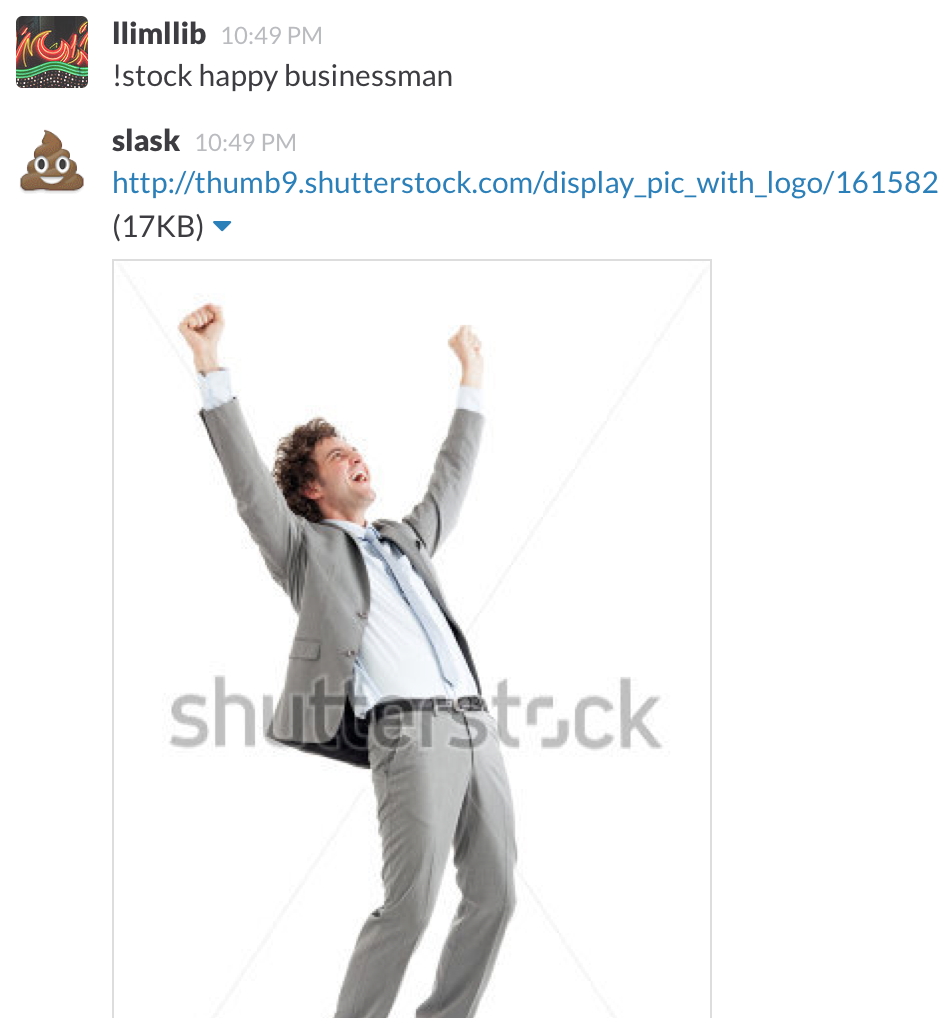 llimllib 10:49 PM
!stock happy businessman
slask 10:49 PM
http://thumb9.shutterstock.com/display_pic_with_logo/161582
(17KB)
shutterstock